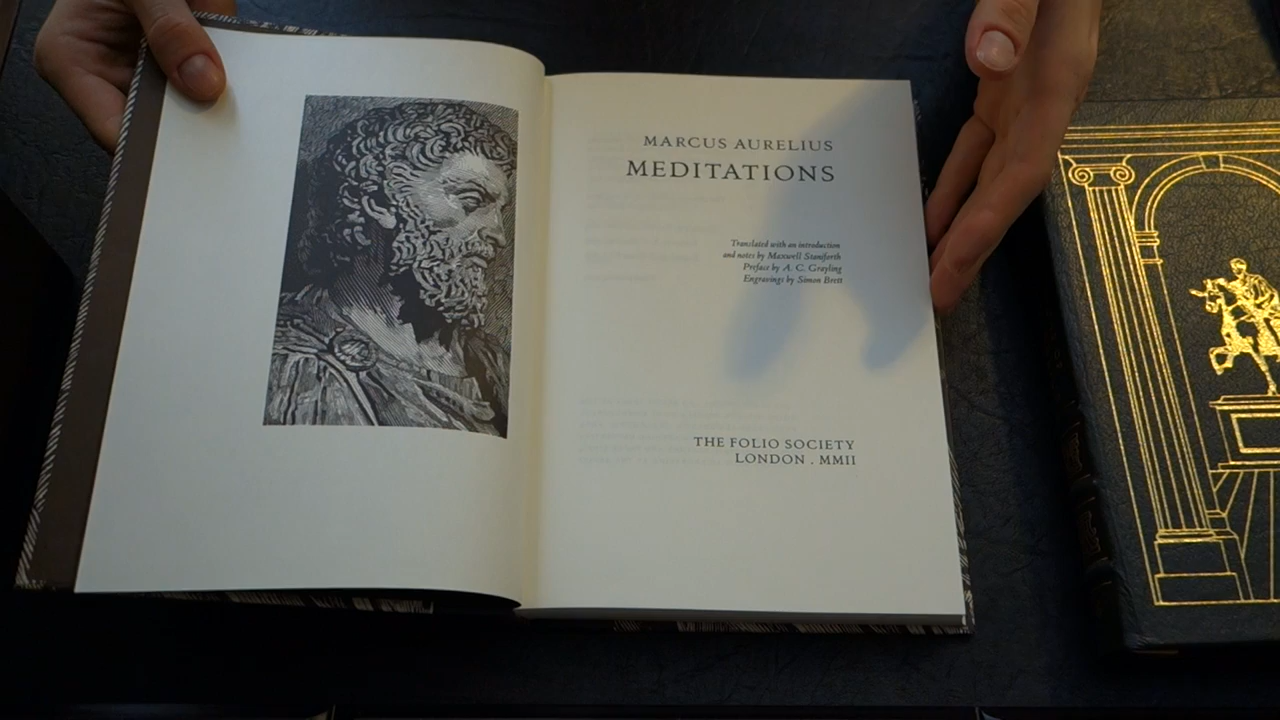 MARCUS AURELIUS
MEDITATIONS
Translated with an introduction
and notes by Maxwell Staniforth
Preface by A. C. Grayling
Engravings by Simon Brett
THE FOLIO SOCIETY
LONDON . MMII